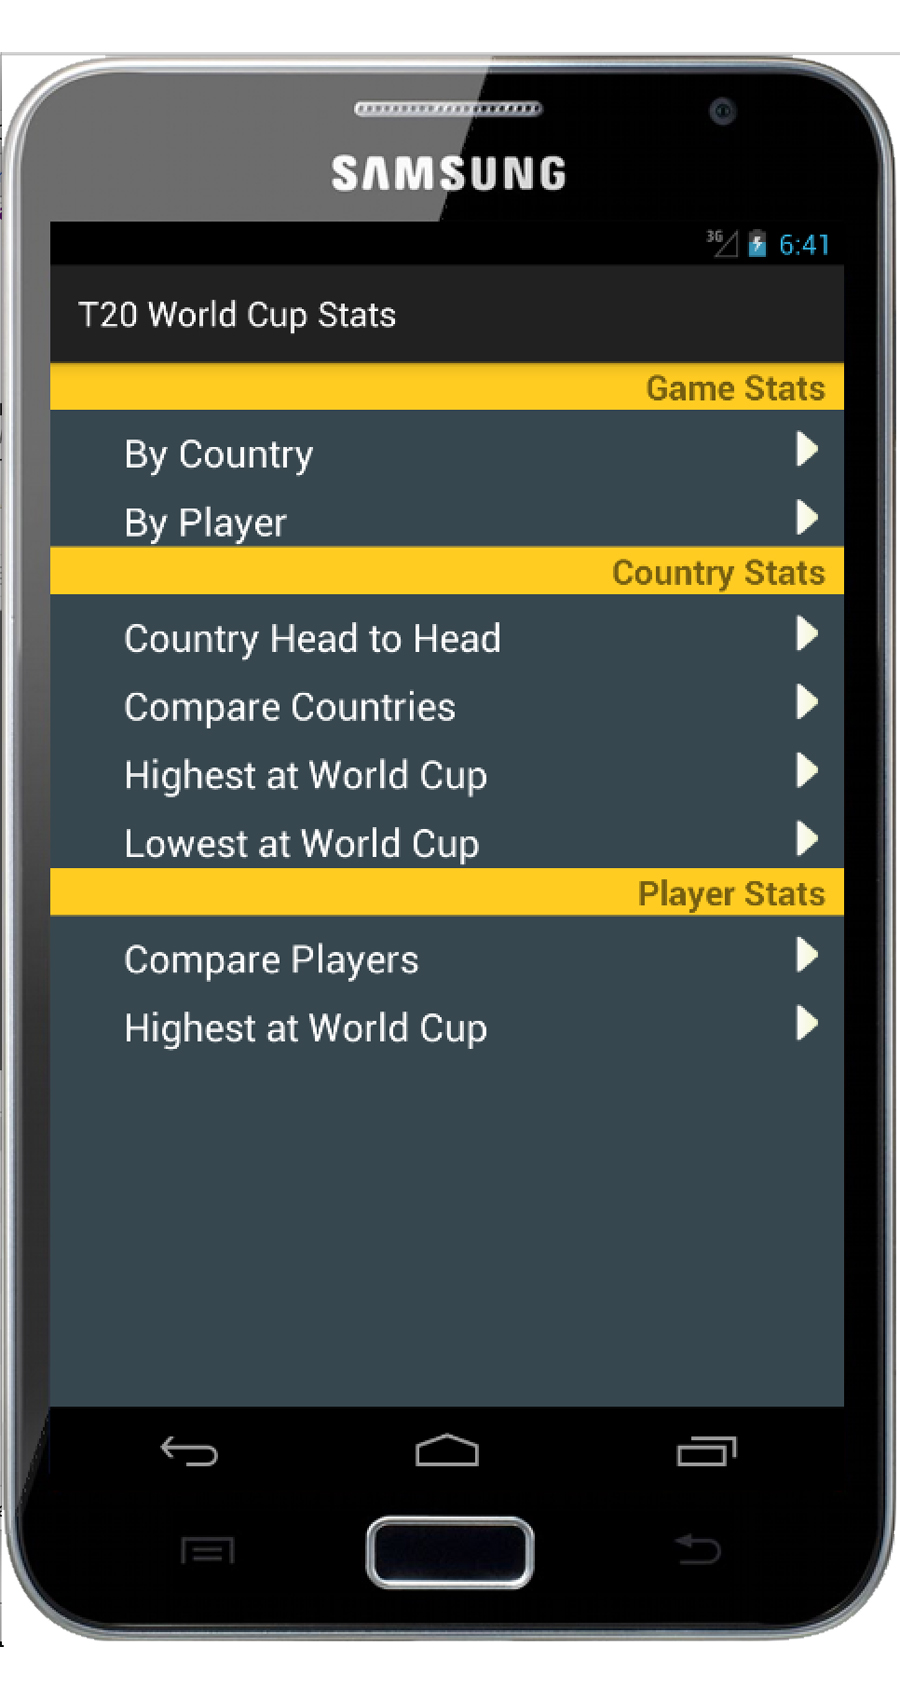 SAMSUNG
3G 6:41
T20 World Cup Stats
Game Stats
By Country
By Player
Country Stats
Country Head to Head
Compare Countries
Highest at World Cup
Lowest at World Cup
Player Stats
Compare Players
Highest at World Cup